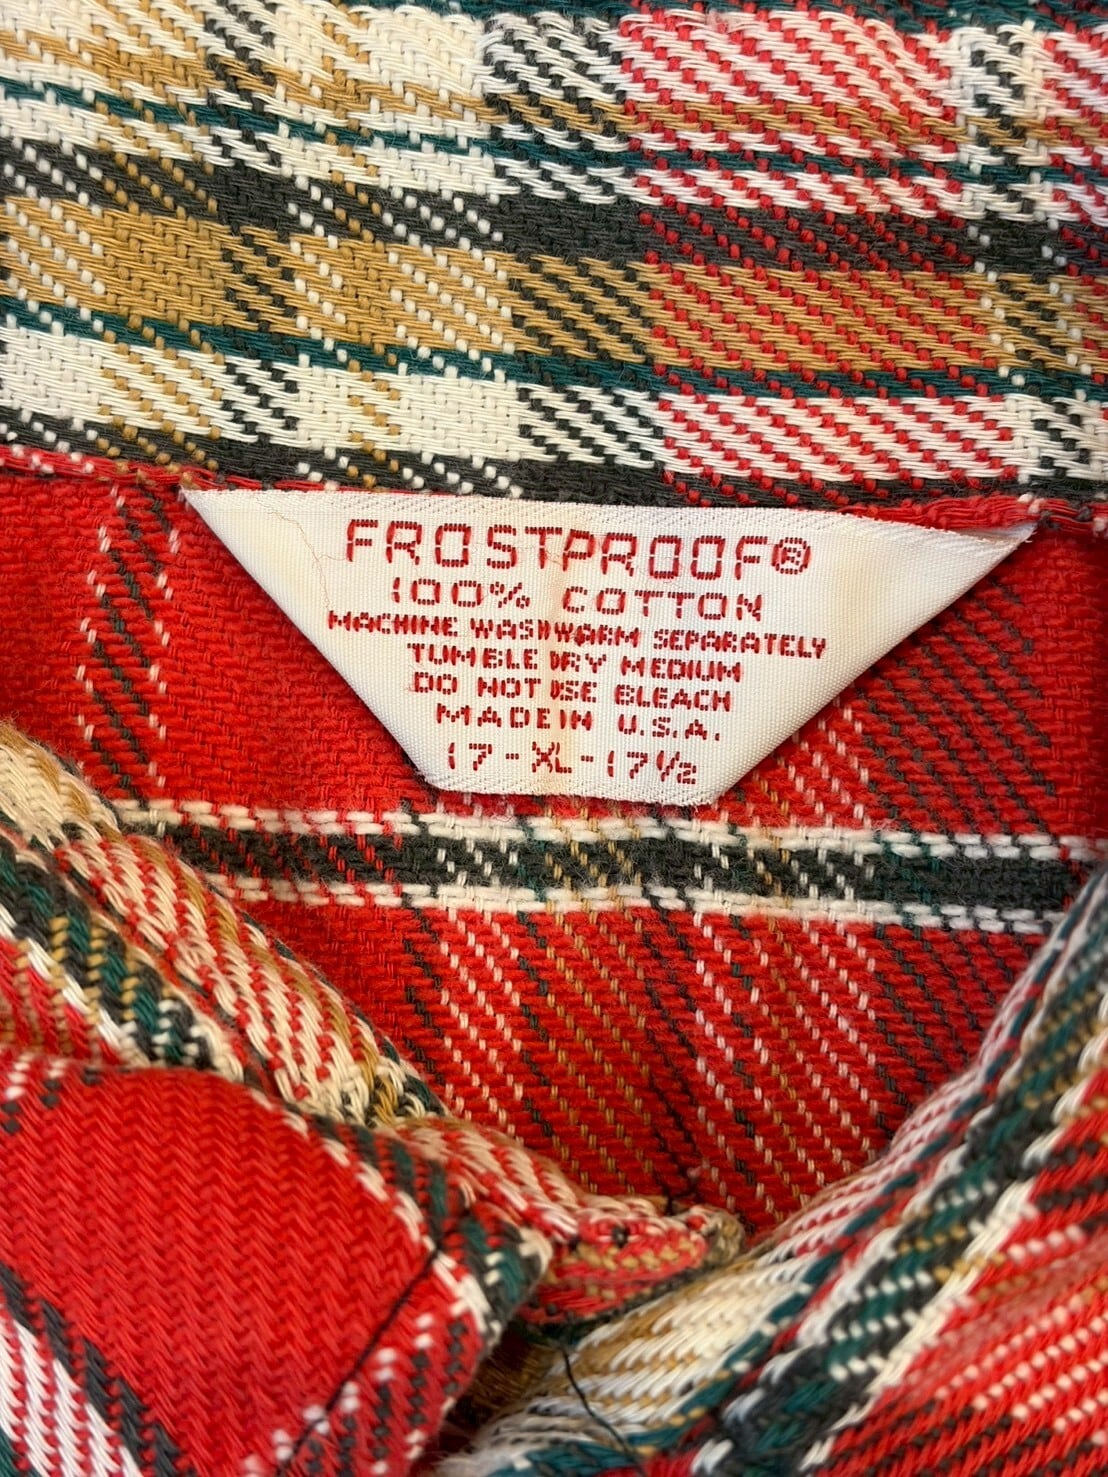 FROSTPROOF®
100% COTTON
MACHINE WASH WARM SEPARATELY
TUMBLE DRY MEDIUM
DO NOT USE BLEACH
MADE IN U.S.A.
17-XL-17½